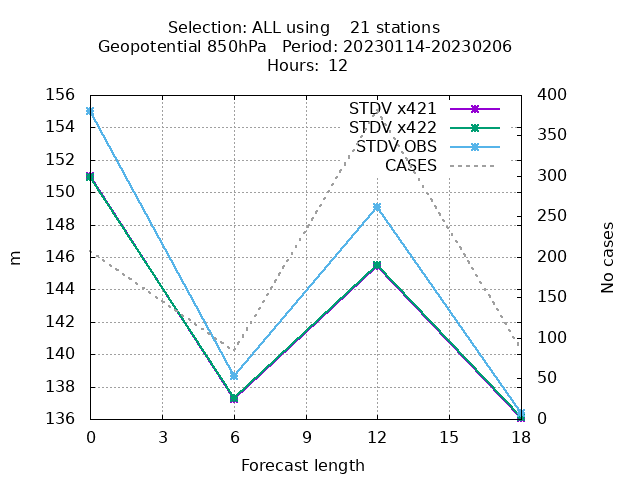 Selection: ALL using 21 stations
Geopotential 850hPa Period: 20230114-20230206
Hours: 12
STDV x421
STDV x422
STDV OBS
CASES
156
154
152
150
148
146
144
142
140
138
136
m
400
350
300
250
200
150
100
50
0
No cases
0 3 6 9 12 15 18
Forecast length